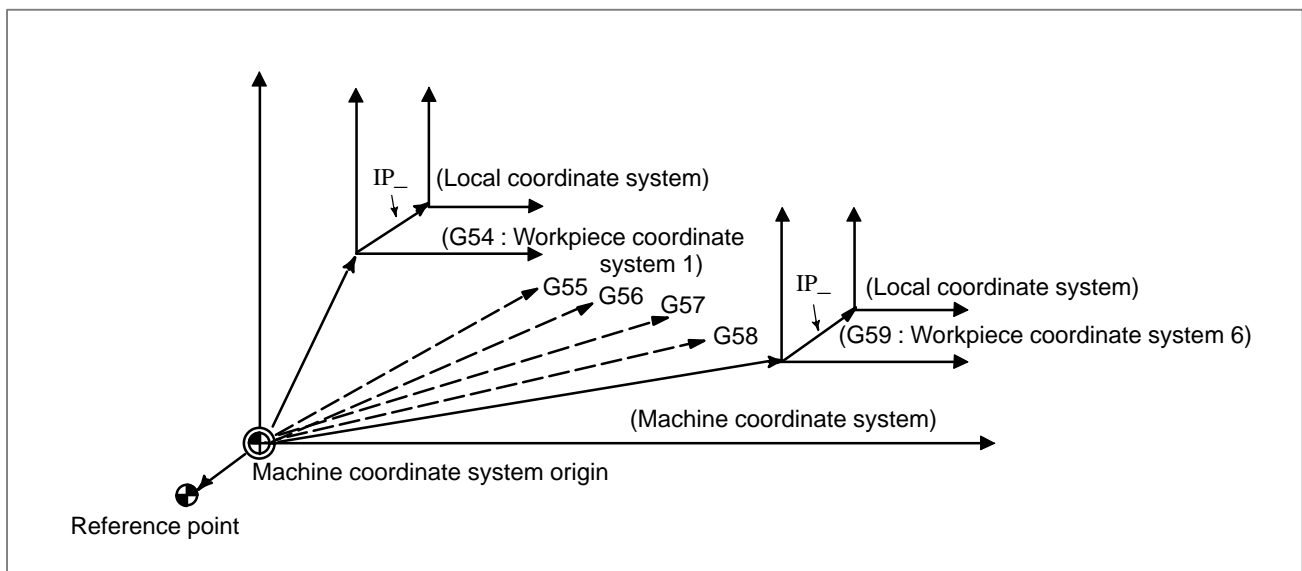 IP_
(Local coordinate system)
(G54 : Workpiece coordinate
system 1)
G55
G56
G57
G58
IP_
(Local coordinate system)
(G59 : Workpiece coordinate system 6)
(Machine coordinate system)
Machine coordinate system origin
Reference point